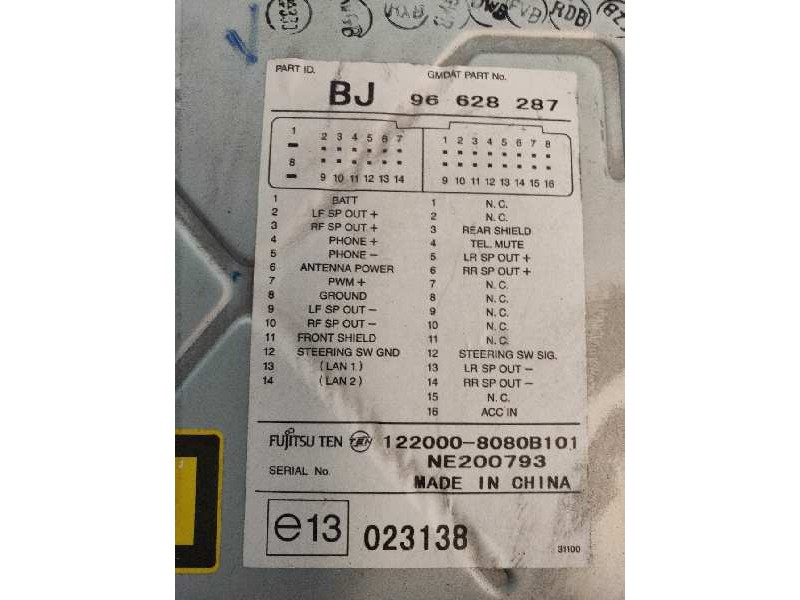 RXB
RDB
PART ID.
GMDAT PART No.
BJ 96 628 287
1 2 3 4 5 6 7 1 2 3 4 5 6 7 8
8 9 10 11 12 13 14 9 10 11 12 13 14 15 16
1 BATT 1 N.C.
2 LF SP OUT + 2 N.C.
3 RF SP OUT + 3 REAR SHIELD
4 PHONE + 4 TEL. MUTE
5 PHONE − 5 LR SP OUT +
6 ANTENNA POWER 6 RR SP OUT +
7 PWM + 7 N.C.
8 GROUND 8 N.C.
9 LF SP OUT − 9 N.C.
10 RF SP OUT − 10 N.C.
11 FRONT SHIELD 11 N.C.
12 STEERING SW GND 12 STEERING SW SIG.
13 (LAN 1) 13 LR SP OUT −
14 (LAN 2) 14 RR SP OUT −
15 N.C.
16 ACC IN
FUJITSU TEN TEN 122000-8080B101
SERIAL No. NE200793
MADE IN CHINA
e13 023138
31100